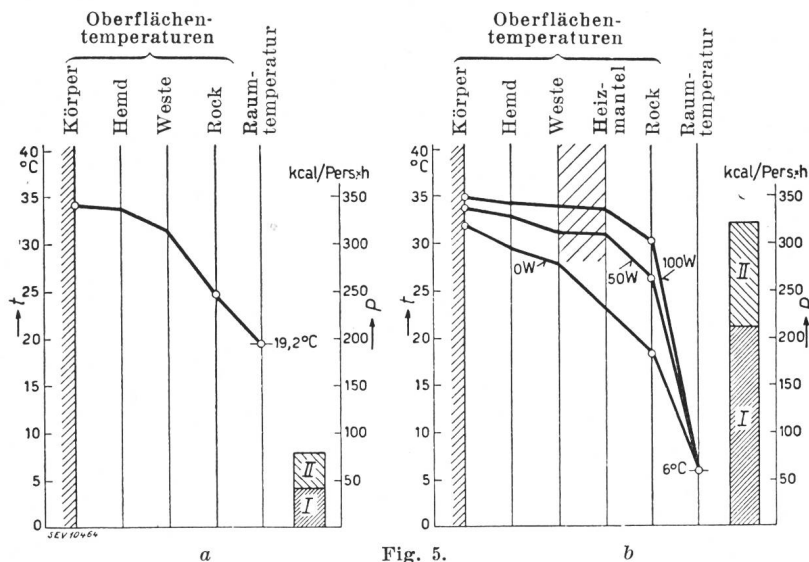 Oberflächen-
temperaturen
Körper
Hemd
Weste
Rock
Raum-
temperatur
40
°C
35
30
25
20
15
10
5
0
t
kcal/Pers.×h
350
300
250
200
150
100
50
P
19,2°C
II
I
SEV10464
a
Oberflächen-
temperaturen
Körper
Hemd
Weste
Heiz-
mantel
Rock
Raum-
temperatur
40
°C
35
30
25
20
15
10
5
0
t
0W
50W
100W
6°C
kcal/Pers.×h
350
300
250
200
150
100
50
P
II
I
b
Fig. 5.